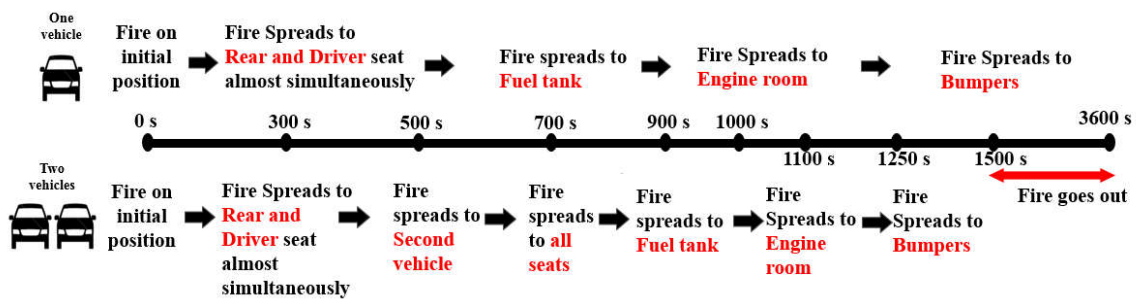 One
vehicle
Fire on
initial
position
Fire Spreads to
Rear and Driver seat
almost simultaneously
Fire spreads to
Fuel tank
Fire Spreads to
Engine room
Fire Spreads to
Bumpers
0 s
300 s
500 s
700 s
900 s
1000 s
3600 s
1100 s
1250 s
1500 s
Two
vehicles
Fire on
initial
position
Fire Spreads to
Rear and
Driver seat
almost
simultaneously
Fire
spreads to
Second
vehicle
Fire
spreads
to all
seats
Fire
spreads to
Fuel tank
Fire
Spreads to
Engine
room
Fire
Spreads to
Bumpers
Fire goes out